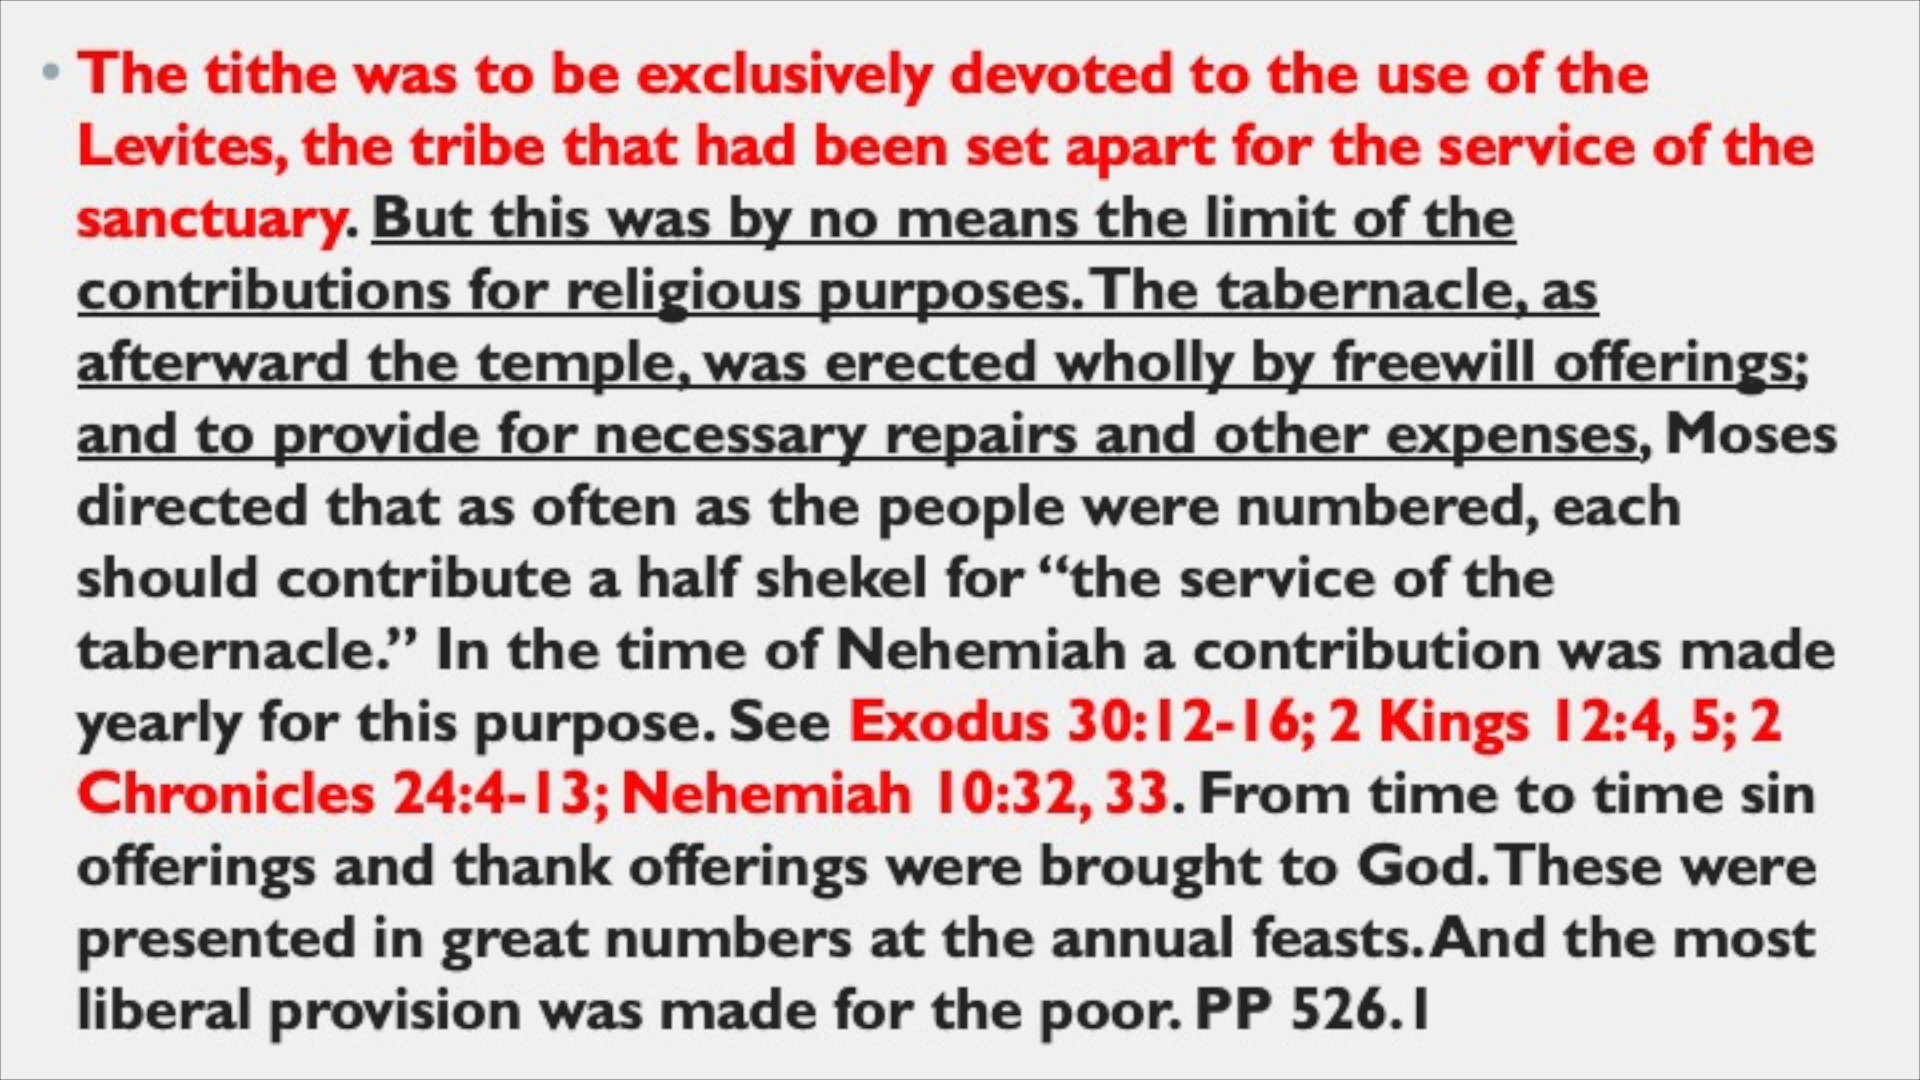 • The tithe was to be exclusively devoted to the use of the
Levites, the tribe that had been set apart for the service of the
sanctuary. But this was by no means the limit of the
contributions for religious purposes. The tabernacle, as
afterward the temple, was erected wholly by freewill offerings;
and to provide for necessary repairs and other expenses, Moses
directed that as often as the people were numbered, each
should contribute a half shekel for “the service of the
tabernacle.” In the time of Nehemiah a contribution was made
yearly for this purpose. See Exodus 30:12-16; 2 Kings 12:4, 5; 2
Chronicles 24:4-13; Nehemiah 10:32, 33. From time to time sin
offerings and thank offerings were brought to God. These were
presented in great numbers at the annual feasts. And the most
liberal provision was made for the poor. PP 526.1